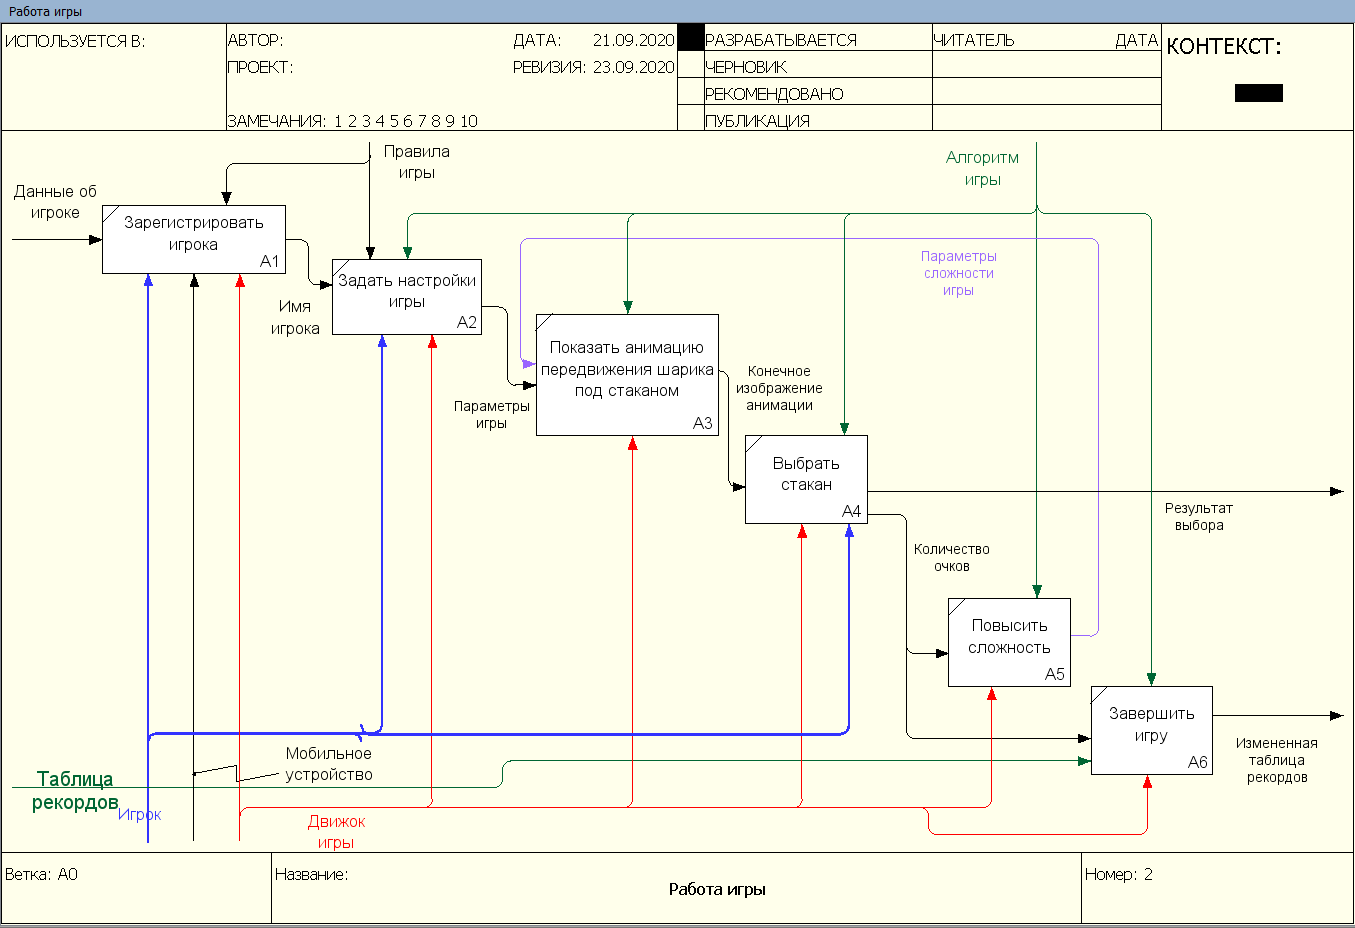 Работа игры
ИСПОЛЬЗУЕТСЯ В:
АВТОР:
ДАТА: 21.09.2020
ПРОЕКТ:
РЕВИЗИЯ: 23.09.2020
ЗАМЕЧАНИЯ: 1 2 3 4 5 6 7 8 9 10
РАЗРАБАТЫВАЕТСЯ
ЧЕРНОВИК
РЕКОМЕНДОВАНО
ПУБЛИКАЦИЯ
ЧИТАТЕЛЬ
ДАТА
КОНТЕКСТ:
Правила
игры
Алгоритм
игры
Данные об
игроке
Зарегистрировать
игрока
A1
Имя
игрока
Задать настройки
игры
A2
Параметры
сложности
игры
Параметры
игры
Показать анимацию
передвижения шарика
под стаканом
A3
Конечное
изображение
анимации
Выбрать
стакан
A4
Результат
выбора
Количество
очков
Повысить
сложность
A5
Завершить
игру
A6
Измененная
таблица
рекордов
Мобильное
устройство
Таблица
рекордов
Игрок
Движок
игры
Ветка: A0
Название:
Работа игры
Номер: 2